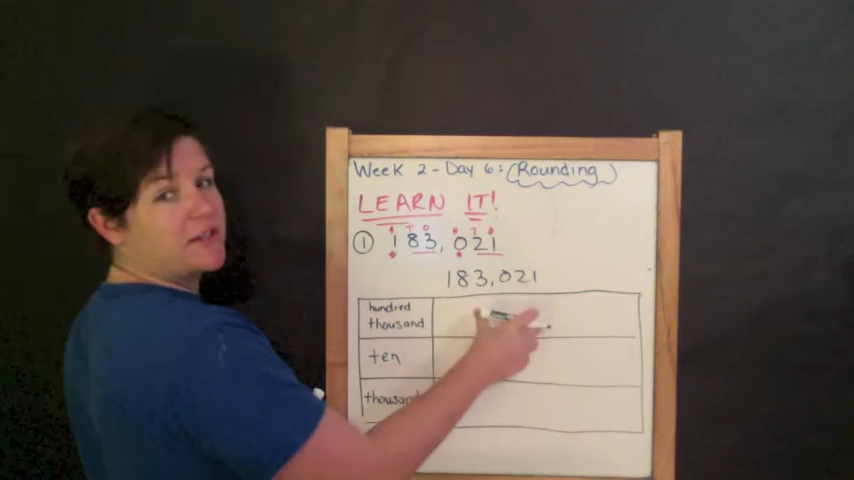 Week 2 - Day 6: (Rounding)
LEARN IT!
T O T
① 183,021
183,021
hundred
thousand
ten
thousand